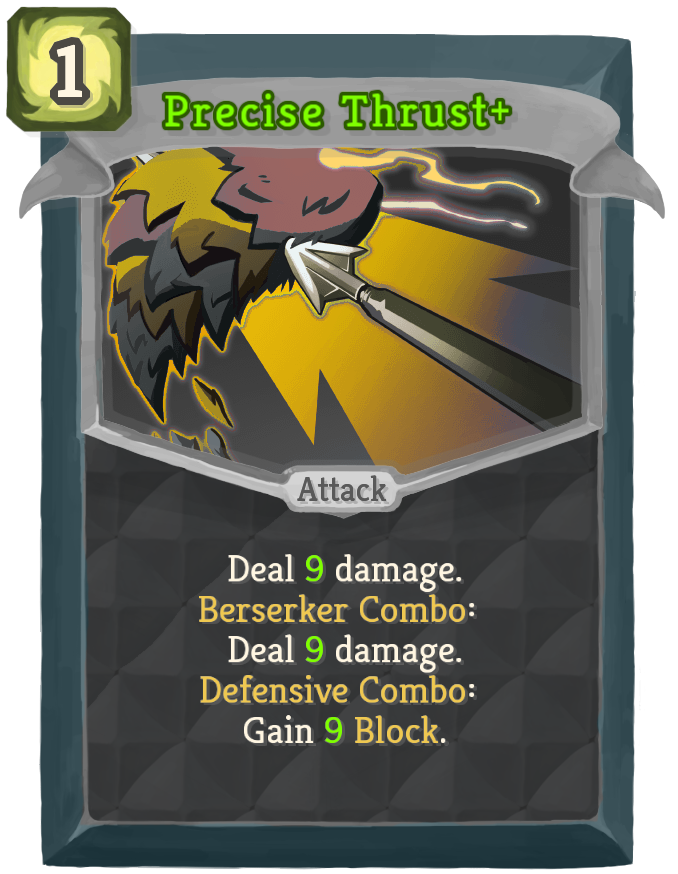 1
Precise Thrust+
Attack
Deal 9 damage.
Berserker Combo:
Deal 9 damage.
Defensive Combo:
Gain 9 Block.